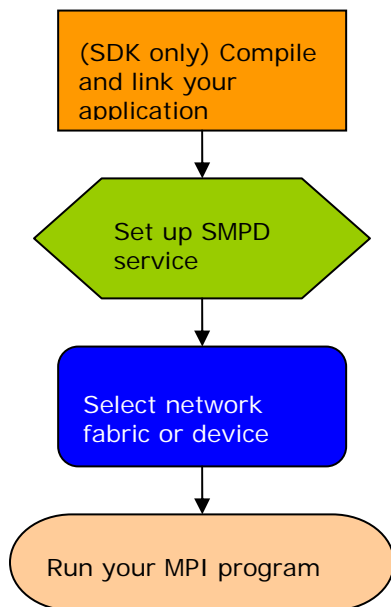 (SDK only) Compile
and link your
application
Set up SMPD
service
Select network
fabric or device
Run your MPI program